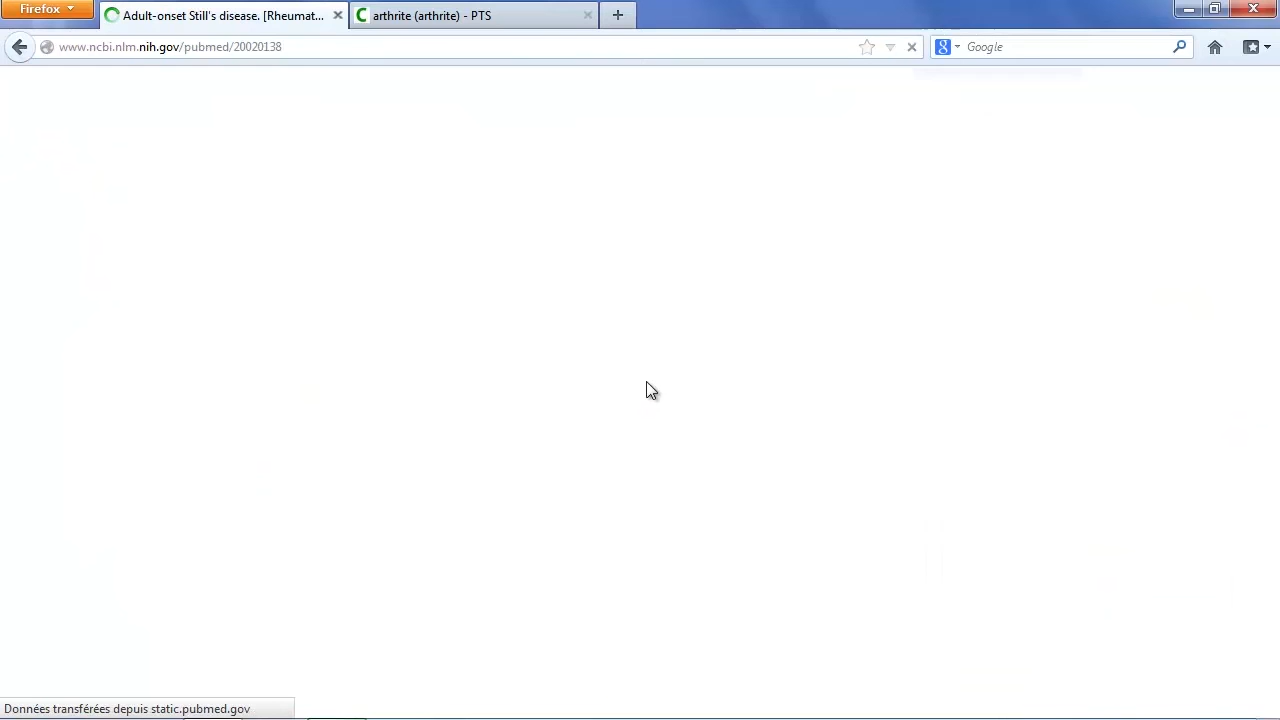 Firefox
Adult-onset Still's disease. [Rheumat...
arthrite (arthrite) - PTS
www.ncbi.nlm.nih.gov/pubmed/20020138
Google
Données transférées depuis static.pubmed.gov